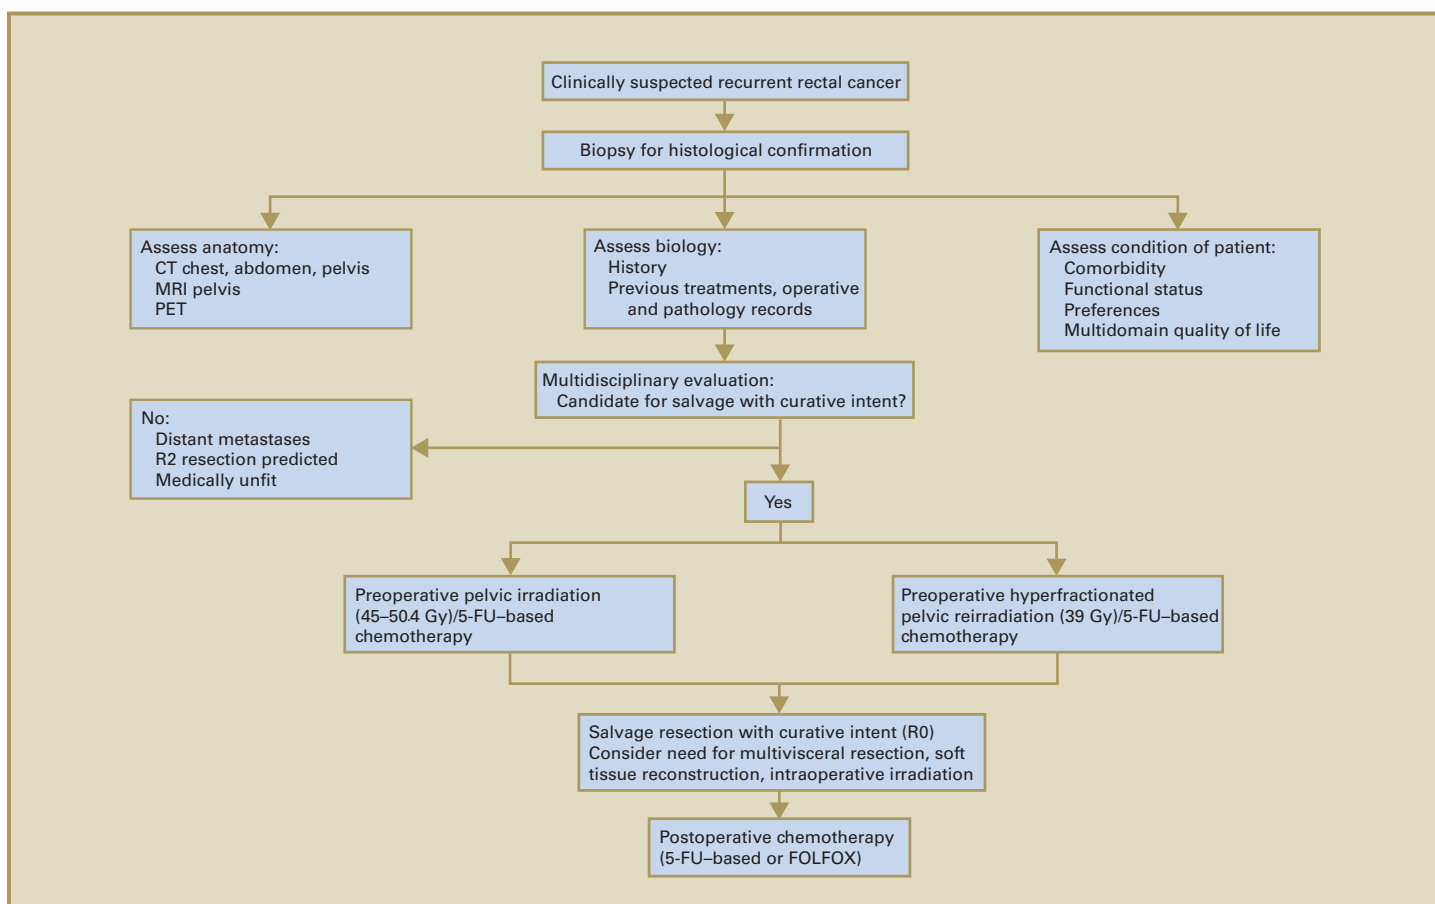 Clinically suspected recurrent rectal cancer
Biopsy for histological confirmation
Assess anatomy:
CT chest, abdomen, pelvis
MRI pelvis
PET
Assess biology:
History
Previous treatments, operative
and pathology records
Assess condition of patient:
Comorbidity
Functional status
Preferences
Multidomain quality of life
Multidisciplinary evaluation:
Candidate for salvage with curative intent?
No:
Distant metastases
R2 resection predicted
Medically unfit
Yes
Preoperative pelvic irradiation
(45–50.4 Gy)/5-FU–based
chemotherapy
Preoperative hyperfractionated
pelvic reirradiation (39 Gy)/5-FU–based
chemotherapy
Salvage resection with curative intent (R0)
Consider need for multivisceral resection, soft
tissue reconstruction, intraoperative irradiation
Postoperative chemotherapy
(5-FU–based or FOLFOX)